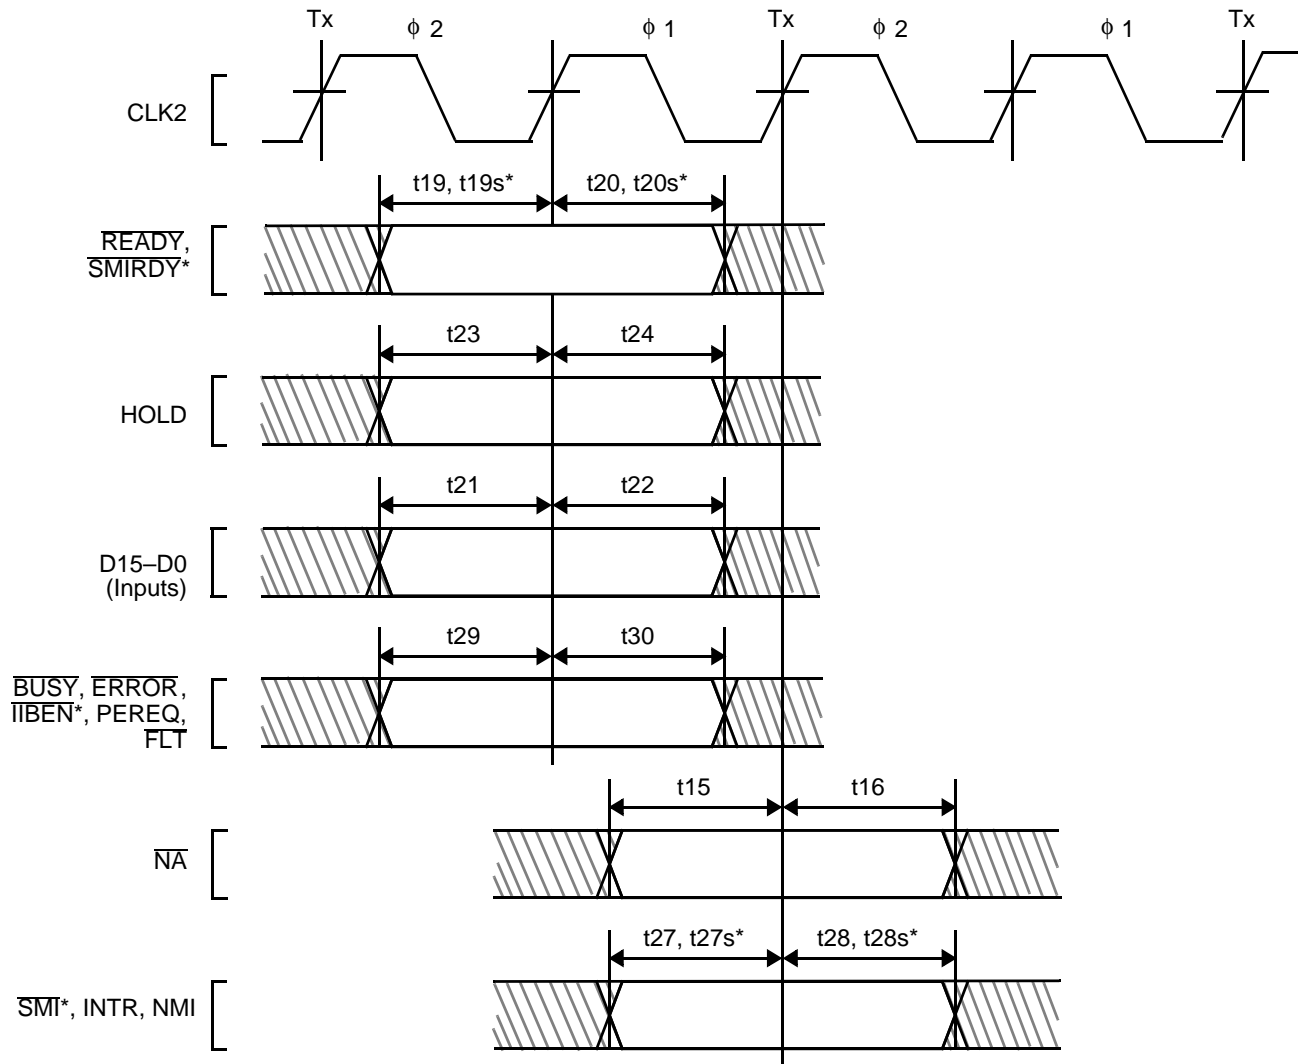 Tx Tx Tx
ϕ 2 ϕ 1 ϕ 2 ϕ 1
CLK2
t19, t19s* t20, t20s*
READY,
SMIRDY*
t23 t24
HOLD
t21 t22
D15–D0
(Inputs)
t29 t30
BUSY, ERROR,
IIBEN*, PEREQ,
FLT
t15 t16
NA
t27, t27s* t28, t28s*
SMI*, INTR, NMI